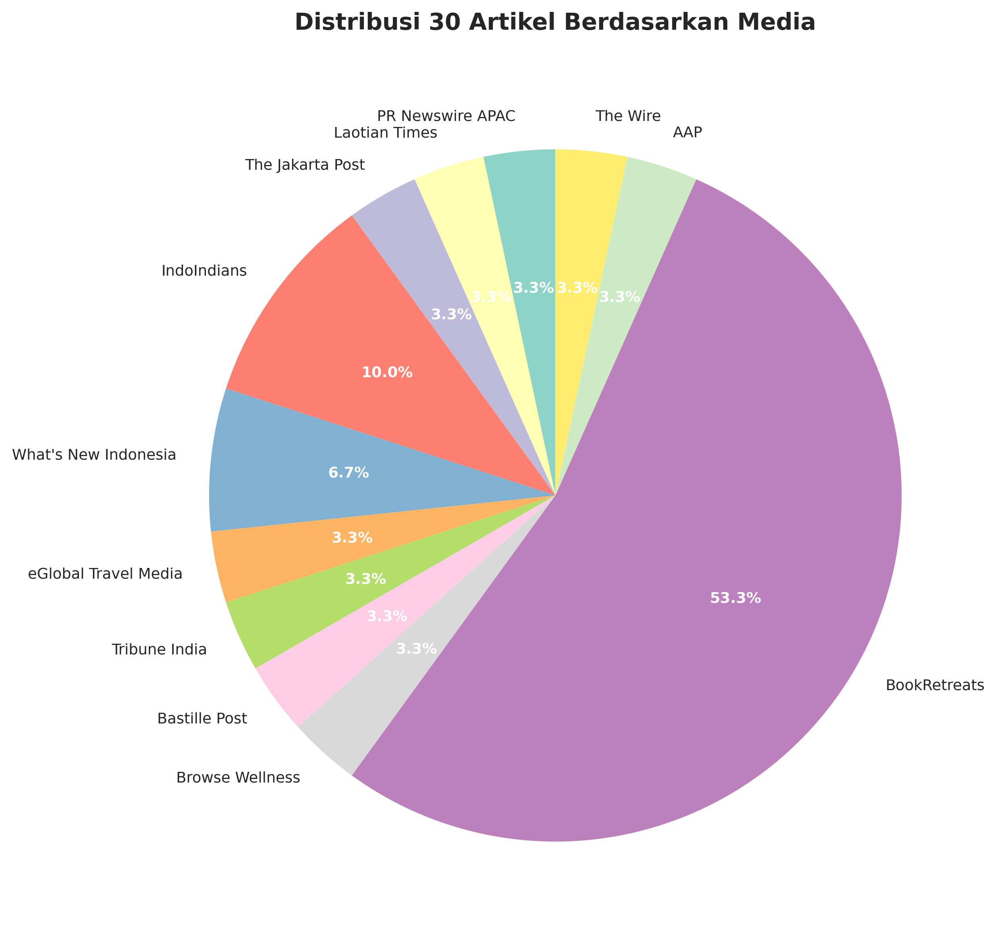 Distribusi 30 Artikel Berdasarkan Media
PR Newswire APAC
The Wire
Laotian Times
AAP
The Jakarta Post
IndoIndians
What's New Indonesia
eGlobal Travel Media
Tribune India
Bastille Post
Browse Wellness
BookRetreats
3.3%
3.3%
3.3%
3.3%
3.3%
10.0%
6.7%
3.3%
3.3%
3.3%
3.3%
53.3%